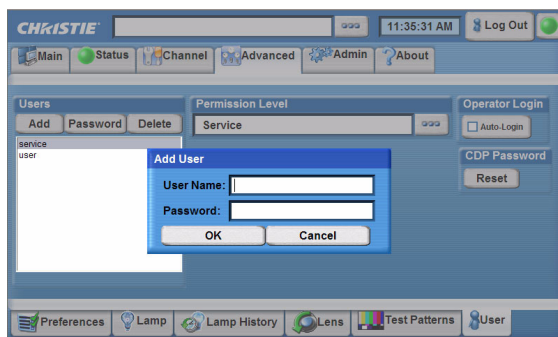 CHRISTIE 11:35:31 AM Log Out
Main Status Channel Advanced Admin About
Users Permission Level Operator Login
Add Password Delete Service Auto-Login
service
user
Add User
CDP Password
User Name:
Reset
Password:
OK Cancel
Preferences Lamp Lamp History Lens Test Patterns User